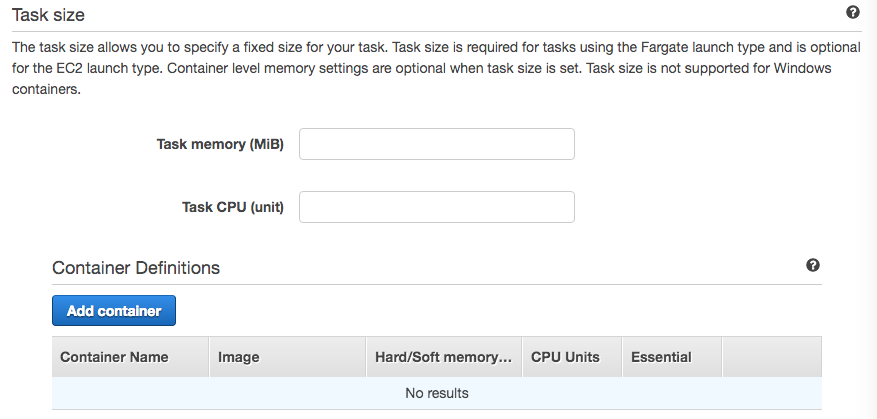 Task size
The task size allows you to specify a fixed size for your task. Task size is required for tasks using the Fargate launch type and is optional
for the EC2 launch type. Container level memory settings are optional when task size is set. Task size is not supported for Windows
containers.
Task memory (MiB)
Task CPU (unit)
Container Definitions
Add container
Container Name Image Hard/Soft memory... CPU Units Essential
No results